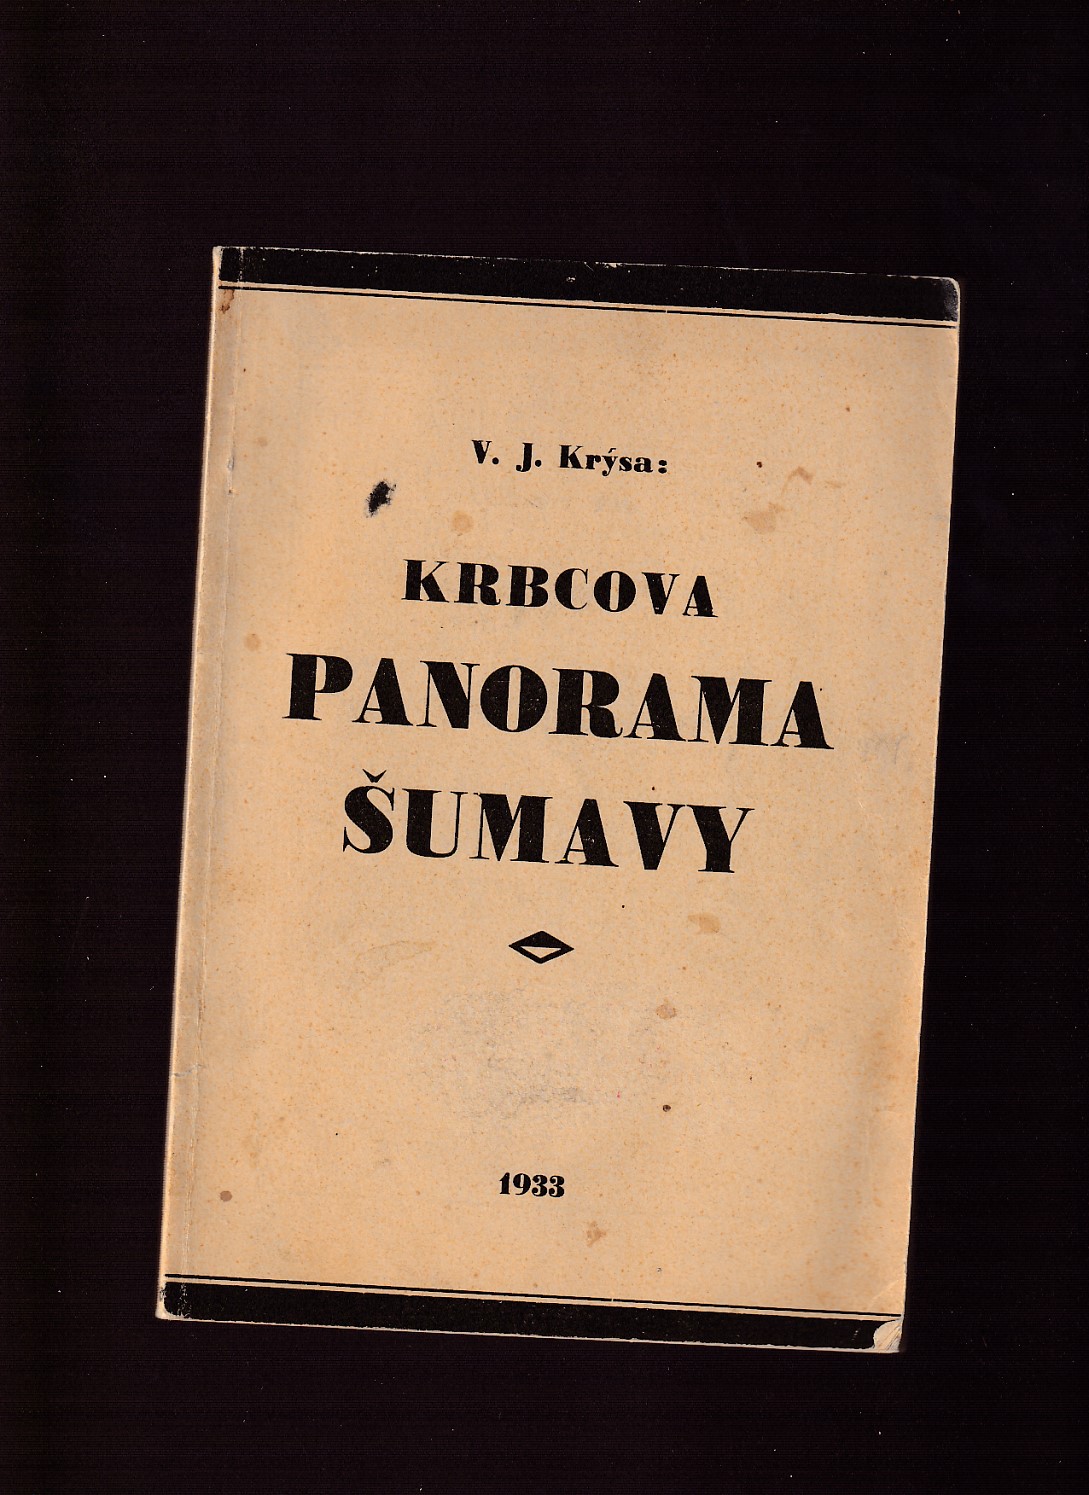 V. J. Krýsa:
KRBCOVA
PANORAMA
ŠUMAVY
1933